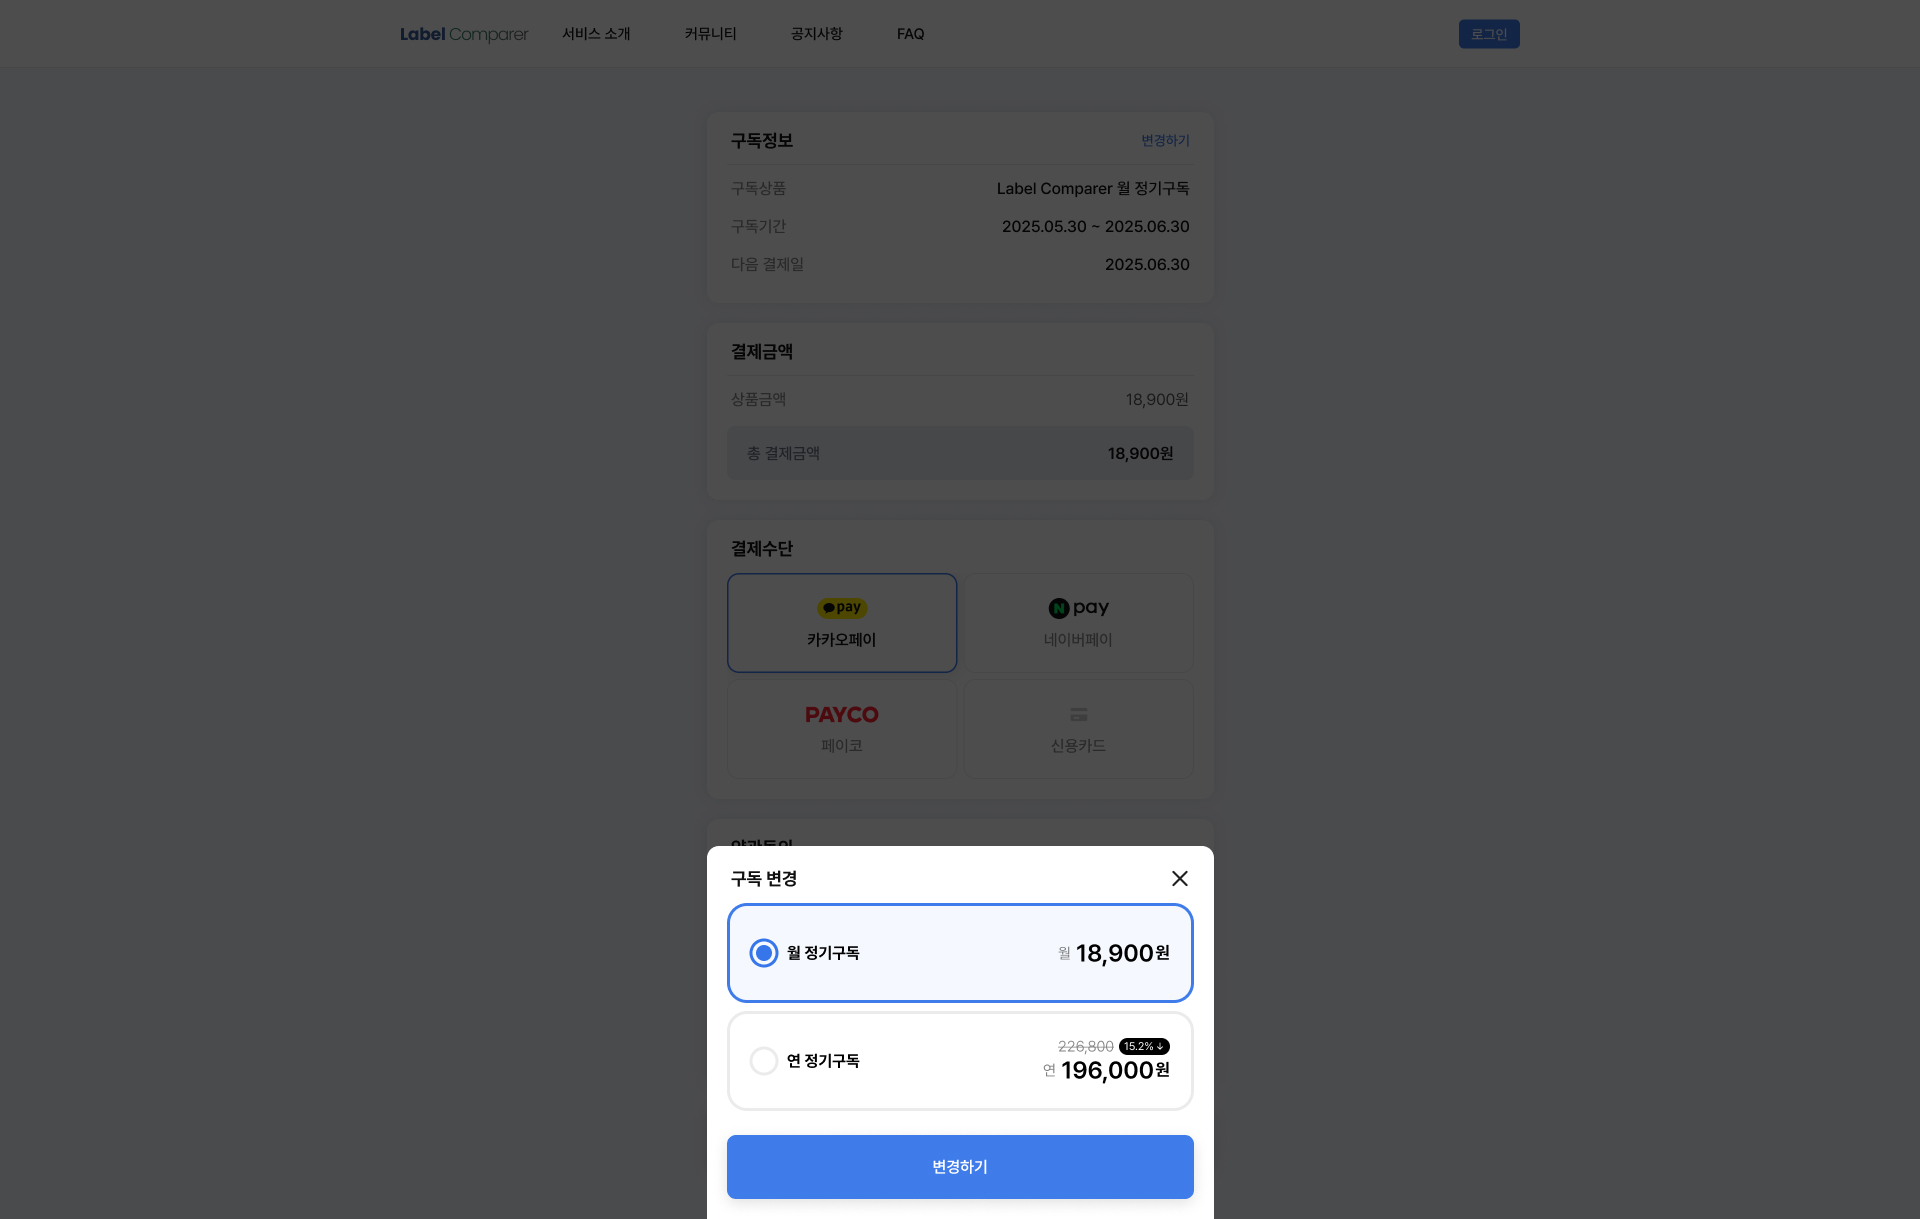 Label Comparer 서비스 소개 커뮤니티 공지사항 FAQ 로그인
구독정보 변경하기
구독상품 Label Comparer 월 정기구독
구독기간 2025.05.30 ~ 2025.06.30
다음 결제일 2025.06.30
결제금액
상품금액 18,900원
총 결제금액 18,900원
결제수단
pay
카카오페이
N pay
네이버페이
PAYCO
페이코
신용카드
약관동의
구독 변경
월 정기구독 월 18,900원
226,800 15.2% ↓
연 정기구독 연 196,000원
변경하기